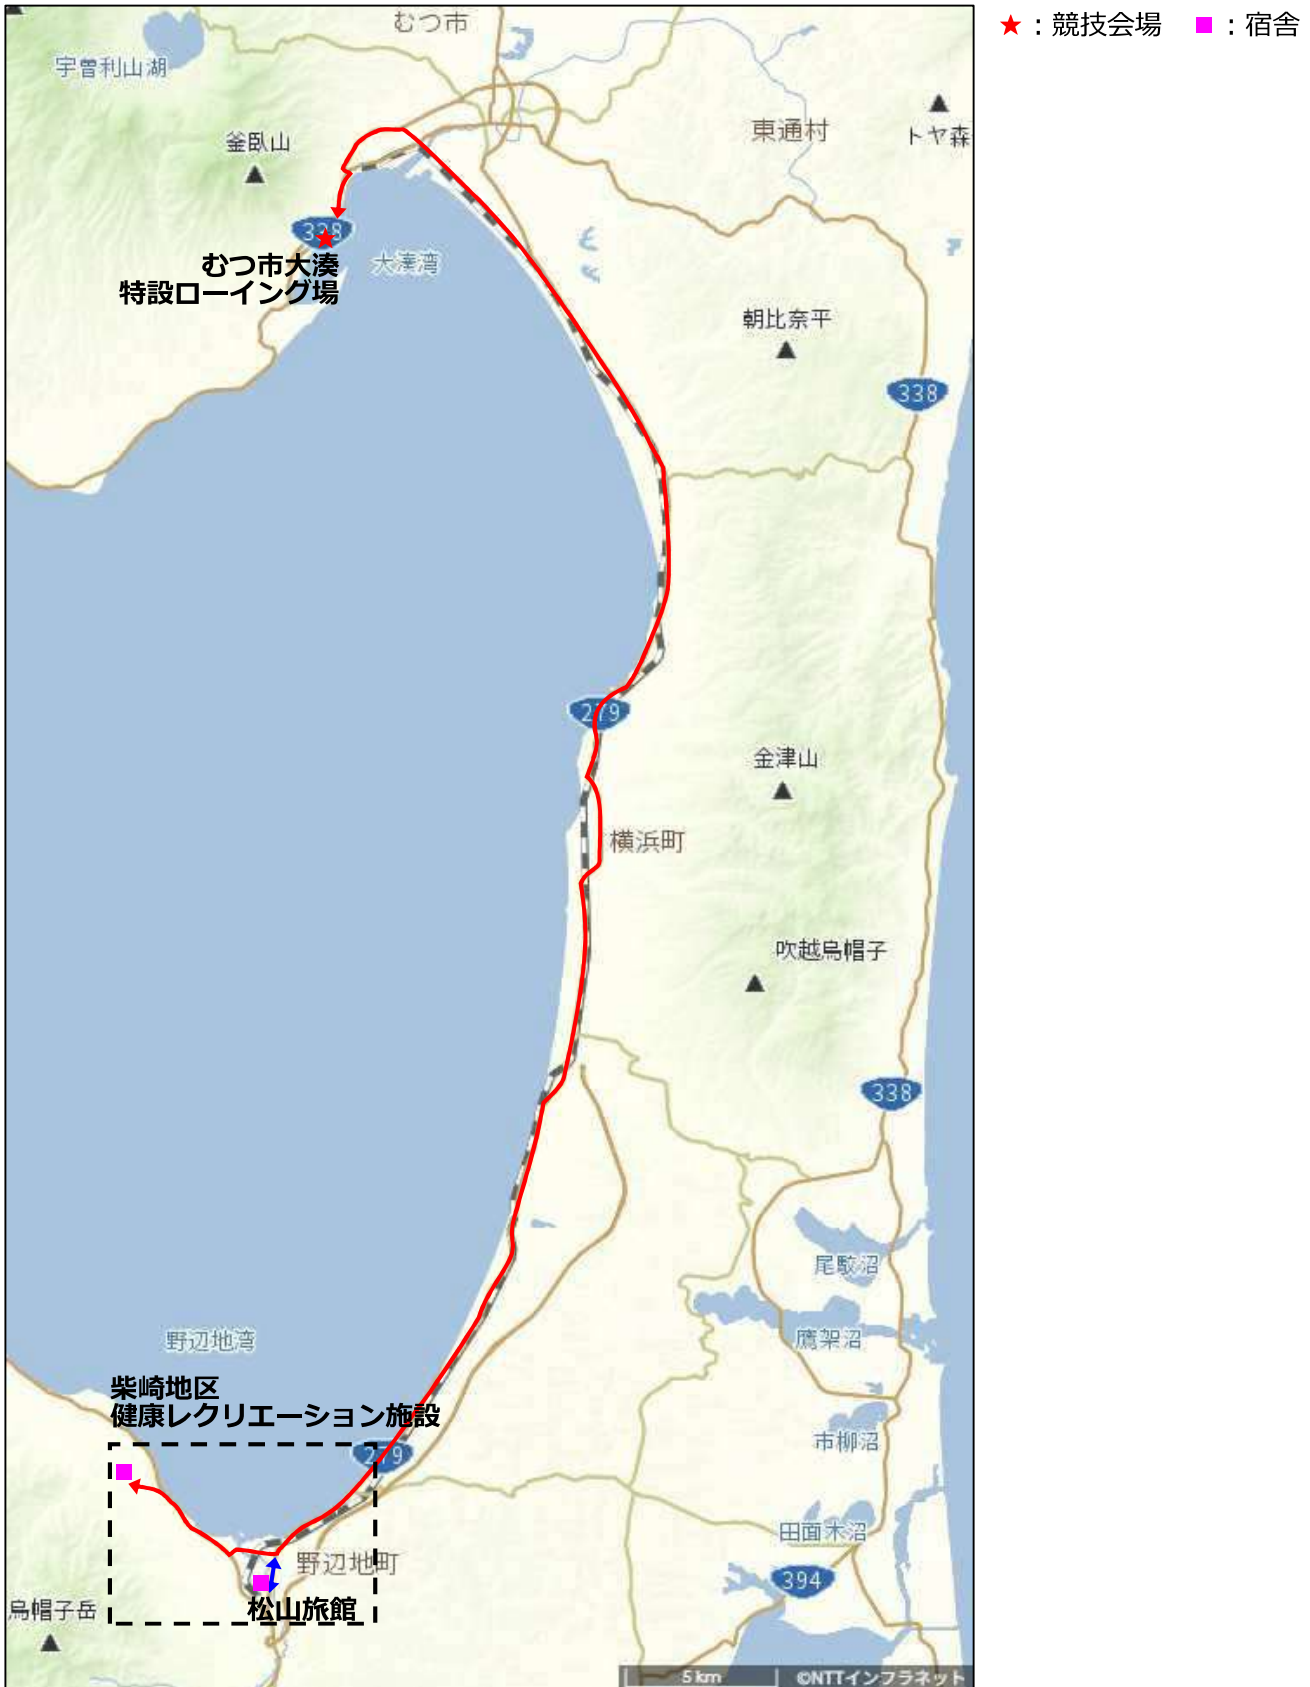 むつ市
★：競技会場 ■：宿舎
宇曽利山湖
東通村
トヤ森
釜臥山
338
むつ市大湊
特設ローイング場
大湊湾
朝比奈平
338
279
金津山
横浜町
吹越烏帽子
338
尾駮沼
野辺地湾
鷹架沼
柴崎地区
健康レクリエーション施設
市柳沼
279
田面木沼
野辺地町
394
松山旅館
烏帽子岳
5km
©NTTインフラネット